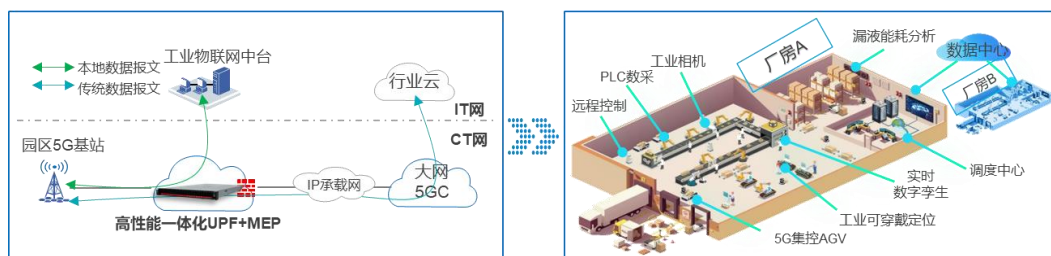 工业物联网中台
本地数据报文
传统数据报文
行业云
IT网
CT网
园区5G基站
IP承载网
大网
5GC
高性能一体化UPF+MEP
厂房A
漏液能耗分析
数据中心
工业相机
PLC数采
远程控制
厂房B
调度中心
实时
数字孪生
工业可穿戴定位
5G集控AGV